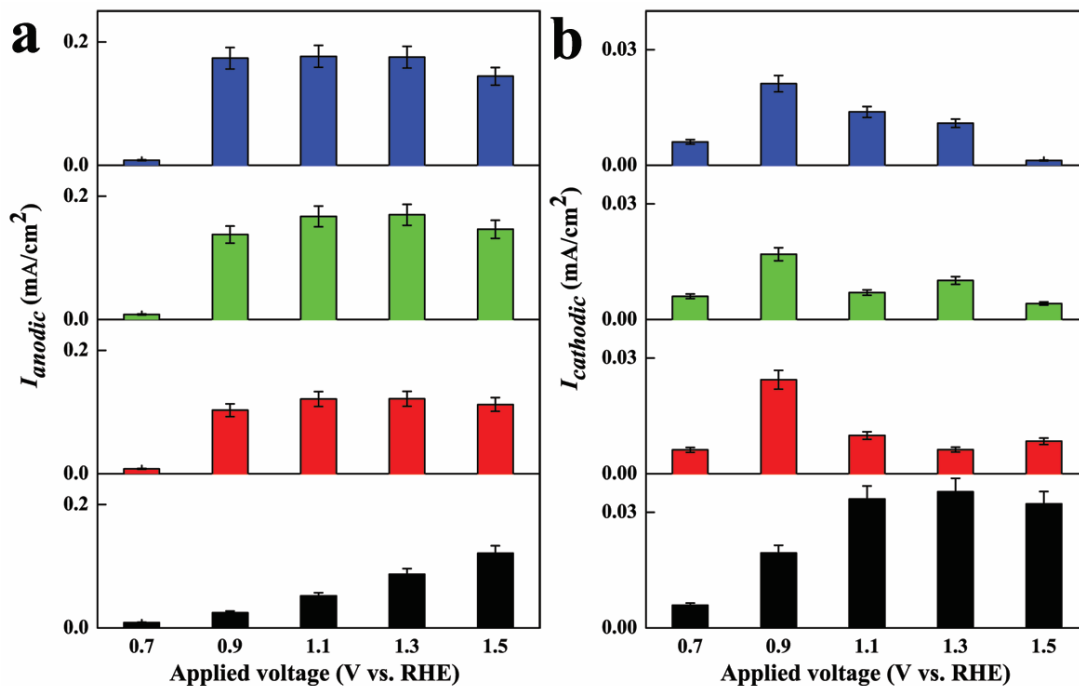 a
0.2
0.0
0.2
0.0
0.2
0.0
0.2
0.0
I anodic (mA/cm²)
0.7 0.9 1.1 1.3 1.5
Applied voltage (V vs. RHE)
b
0.03
0.00
0.03
0.00
0.03
0.00
0.03
0.00
I cathodic (mA/cm²)
0.7 0.9 1.1 1.3 1.5
Applied voltage (V vs. RHE)